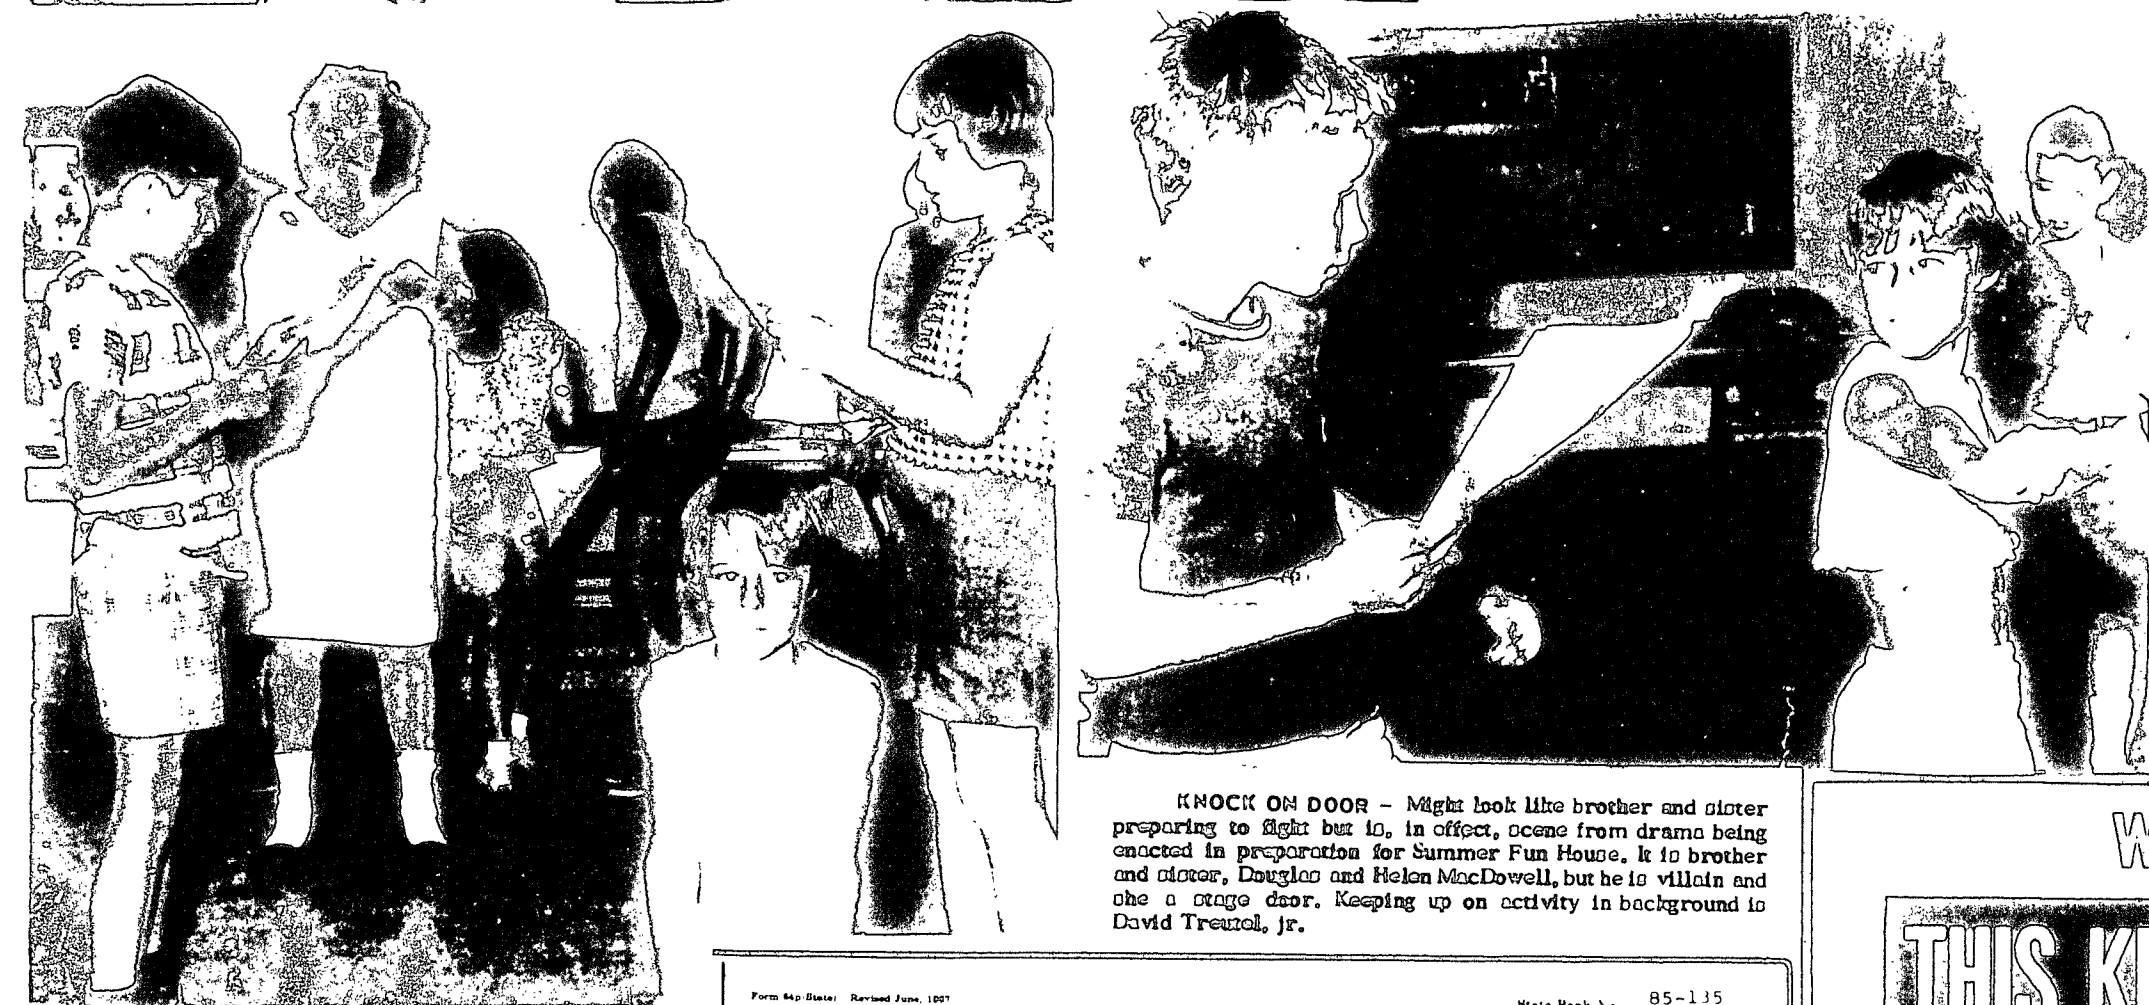 KNOCK ON DOOR – Might look like brother and sister
preparing to fight but is, in effect, scene from drama being
enacted in preparation for Summer Fun House. It is brother
and sister, Douglas and Helen MacDowell, but he is villain and
she a stage door. Keeping up on activity in background is
David jr.
W
THIS K
Form State) Revised June, 1967
85-135